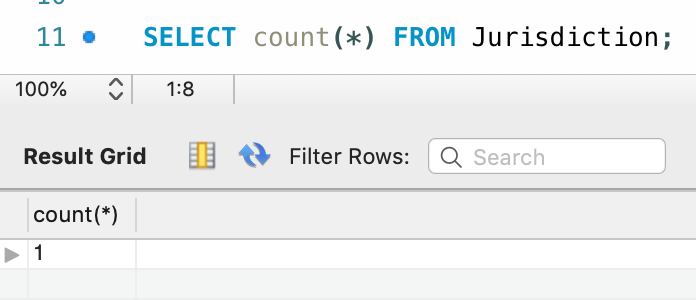 11 SELECT count(*) FROM Jurisdiction;
100% 1:8
Result Grid Filter Rows: Search
count(*)
1